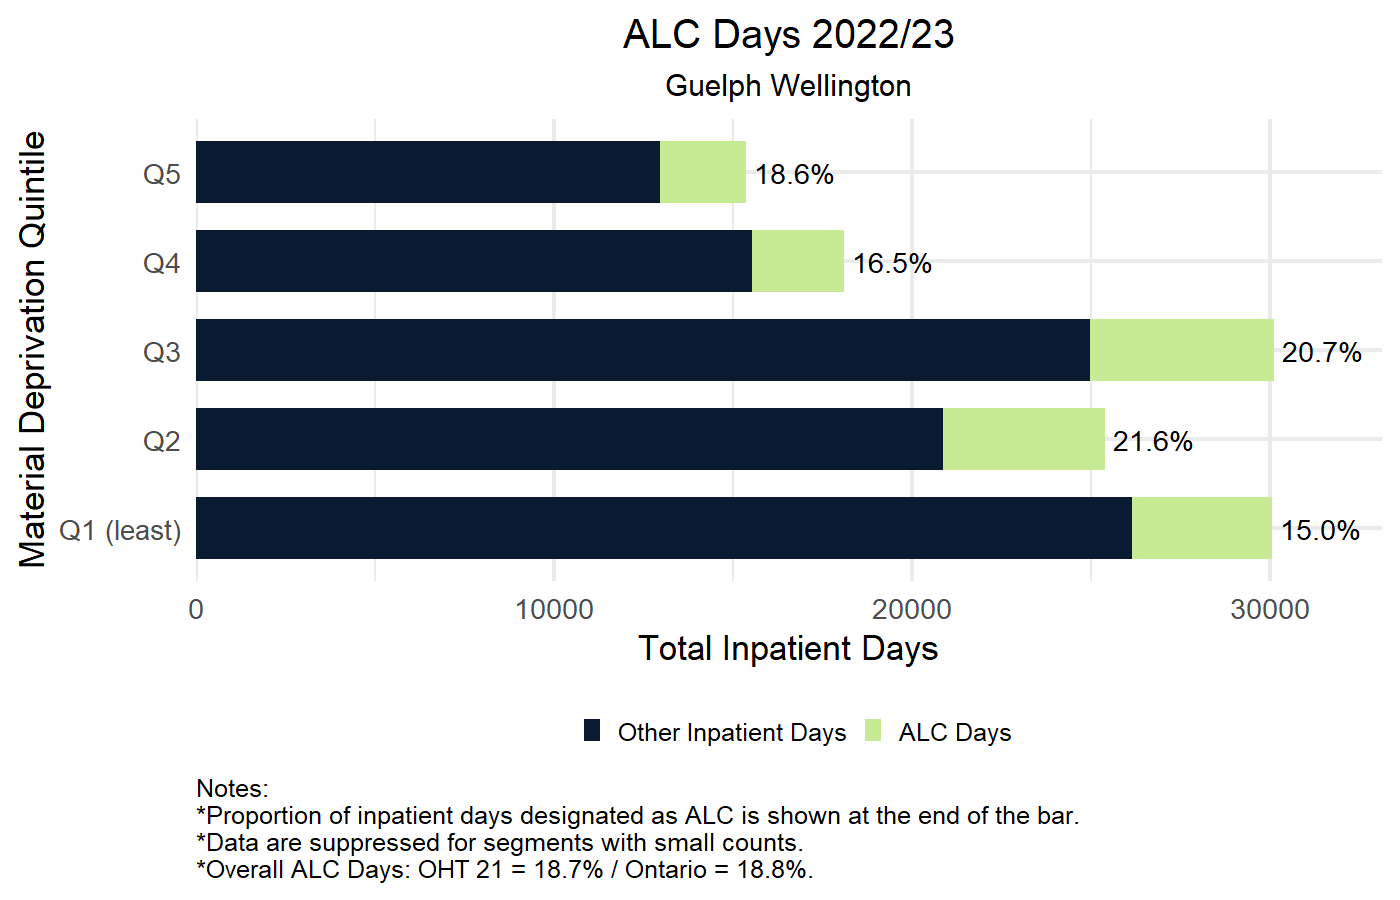 ALC Days 2022/23
Guelph Wellington
Material Deprivation Quintile
Q5
18.6%
Q4
16.5%
Q3
20.7%
Q2
21.6%
Q1 (least)
15.0%
0 10000 20000 30000
Total Inpatient Days
Other Inpatient Days ALC Days
Notes:
*Proportion of inpatient days designated as ALC is shown at the end of the bar.
*Data are suppressed for segments with small counts.
*Overall ALC Days: OHT 21 = 18.7% / Ontario = 18.8%.